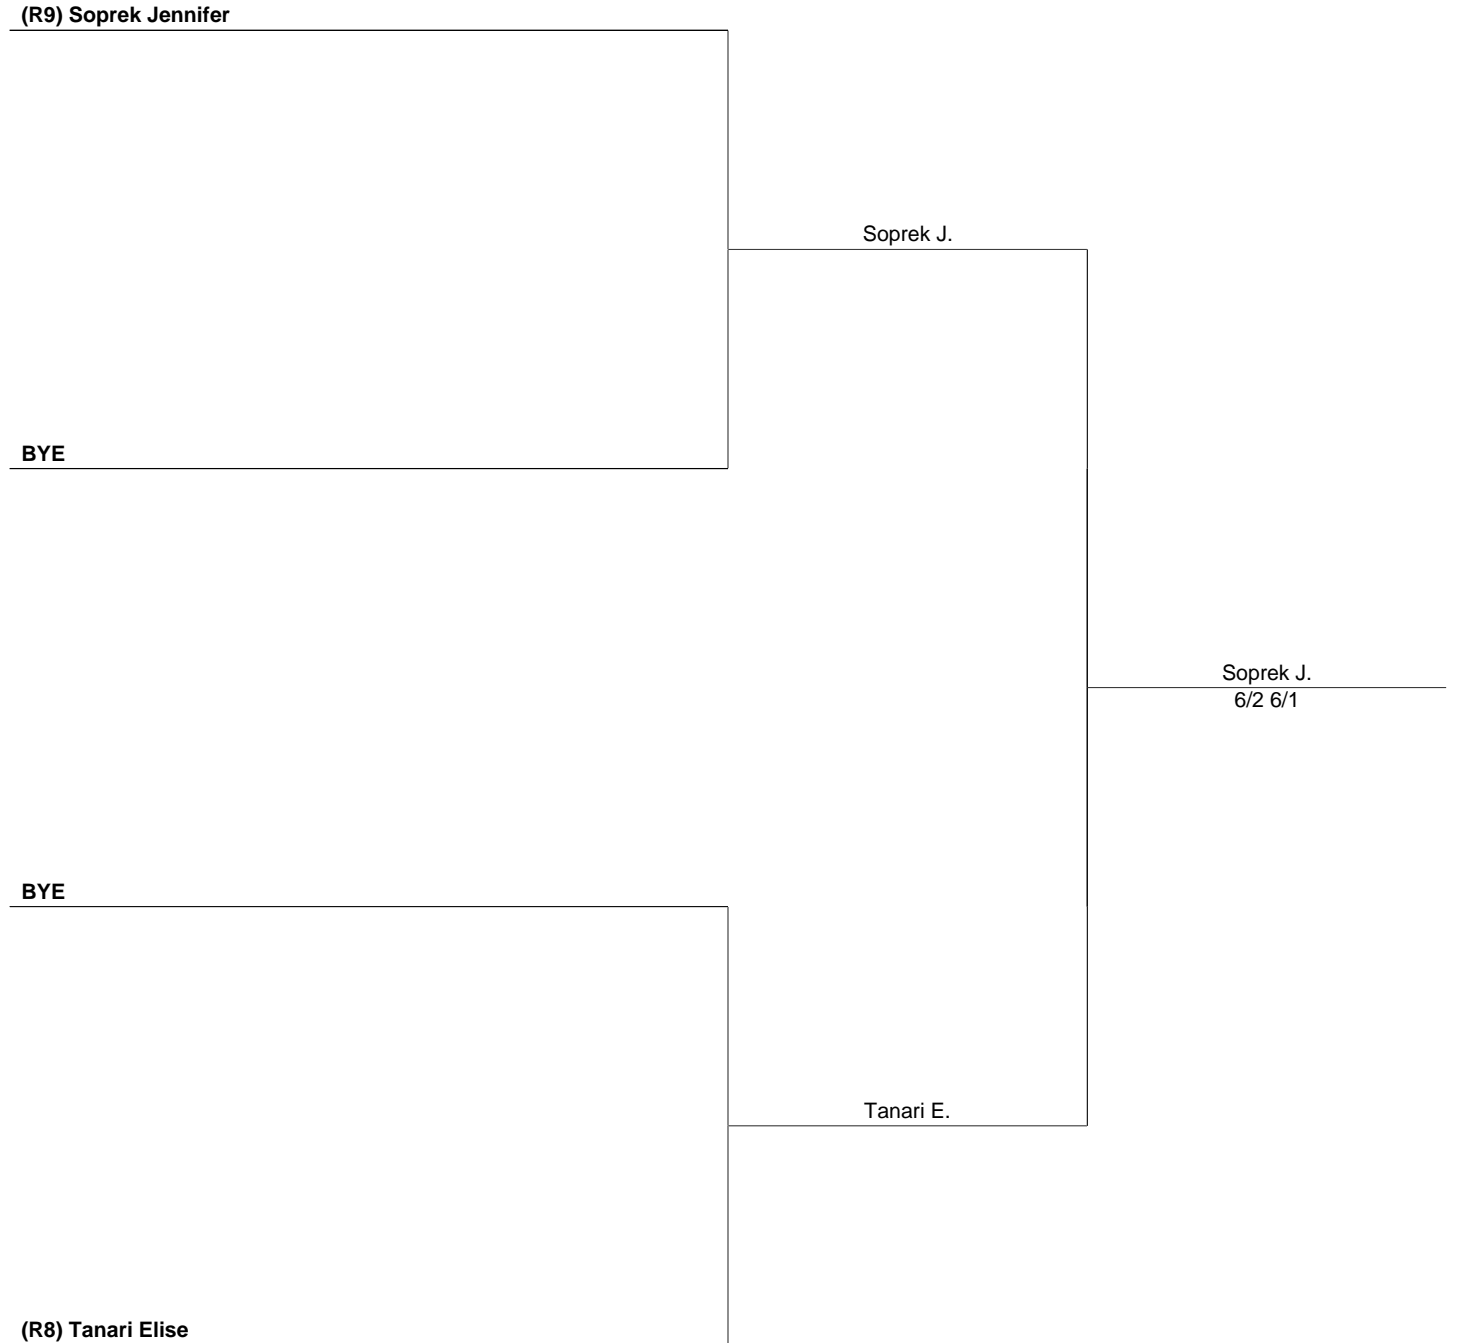 (R9) Soprek Jennifer
Soprek J.
BYE
Soprek J.
6/2 6/1
BYE
Tanari E.
(R8) Tanari Elise